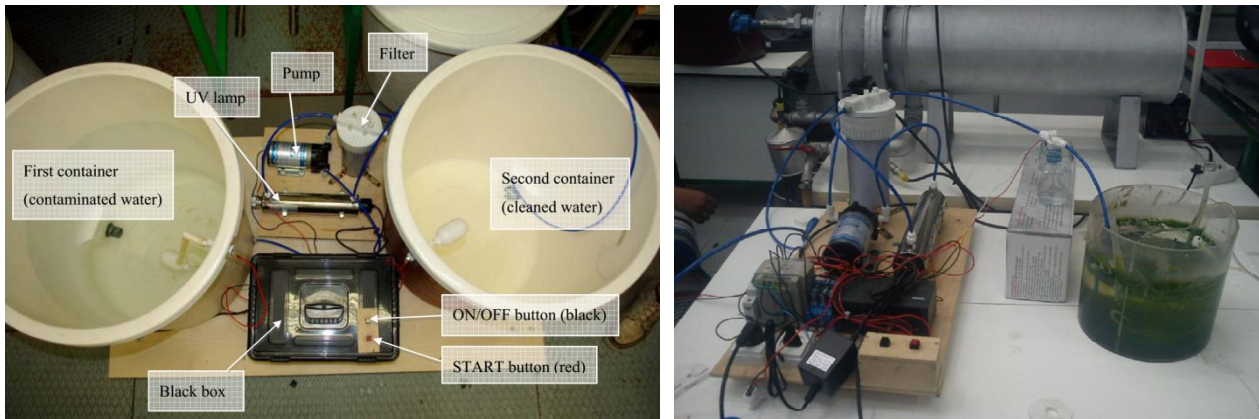 Filter
Pump
UV lamp
First container
(contaminated water)
Second container
(cleaned water)
ON/OFF button (black)
START button (red)
Black box